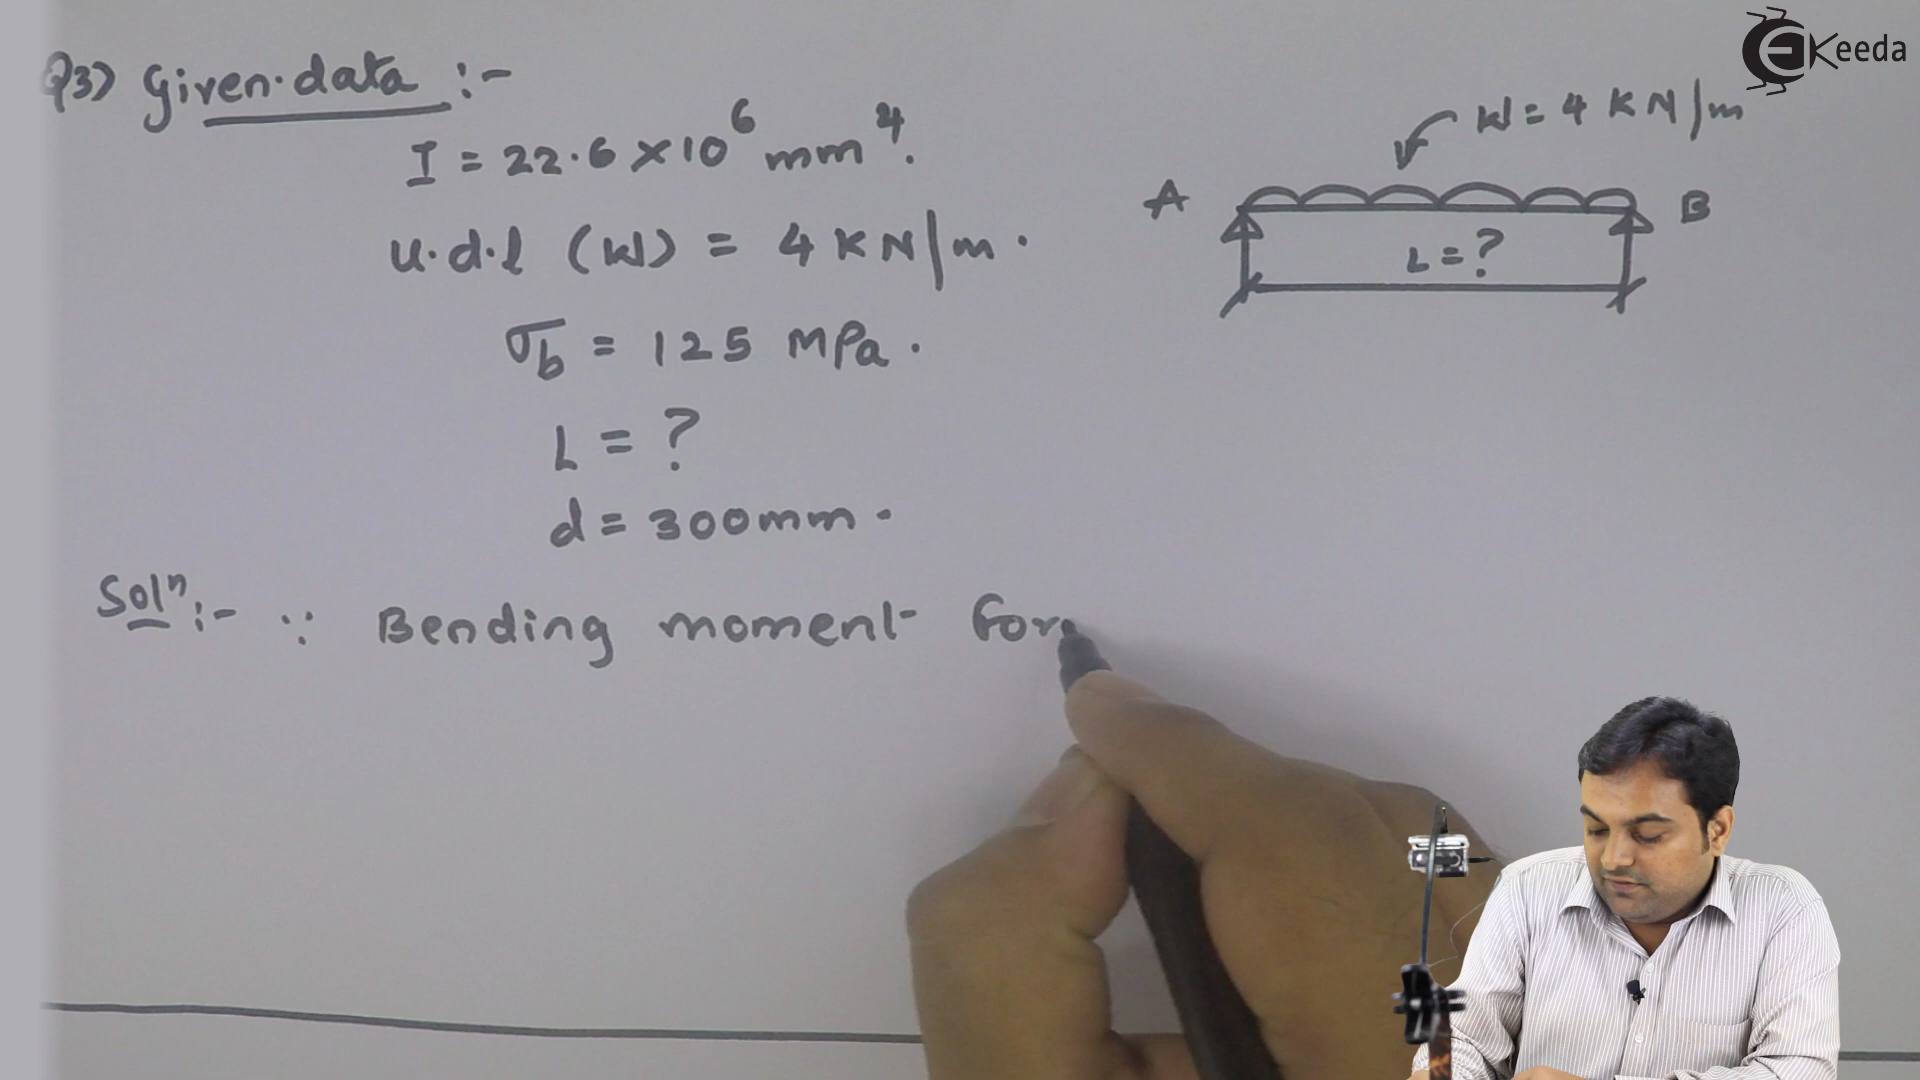 Q3) Given data :-
I = 22.6 × 10⁶ mm⁴.
u.d.l (W) = 4 KN/m.
σb = 125 MPa.
L = ?
d = 300mm.
Solⁿ :- ∵ Bending moment for
EKeeda
W = 4 KN/m
A
B
L = ?